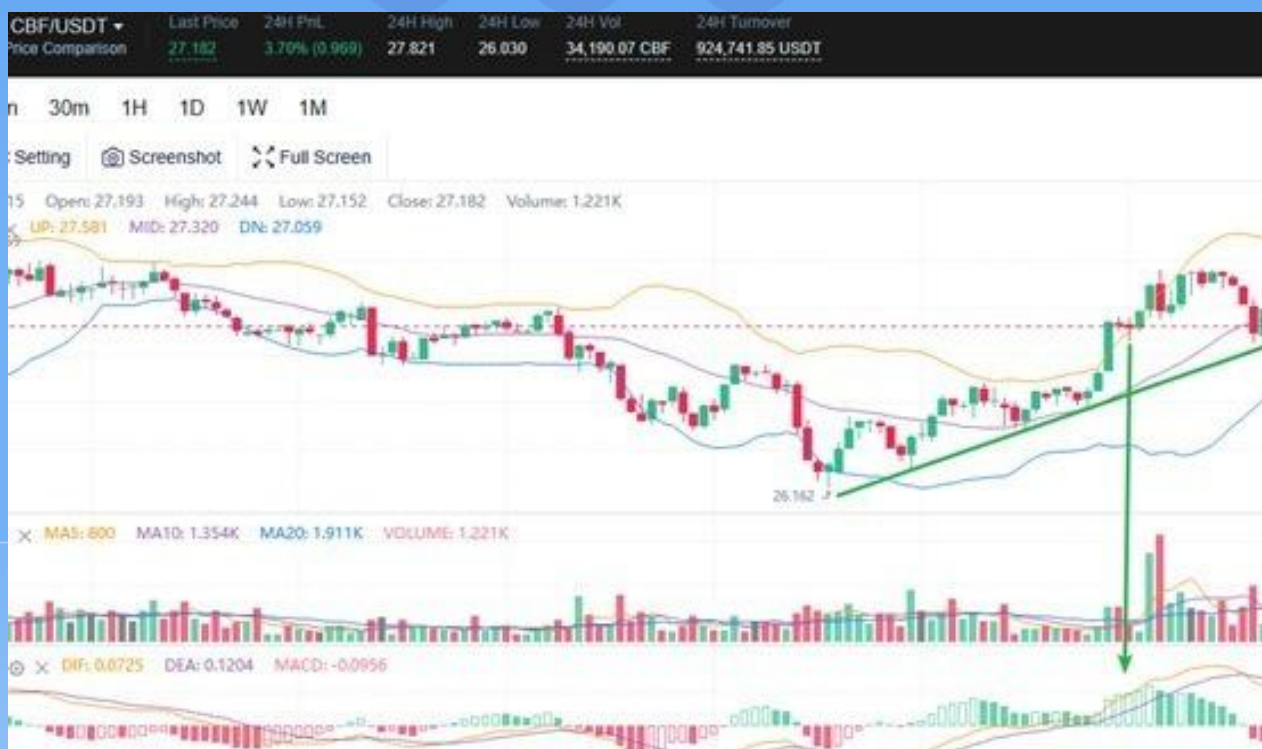 CBF/USDT Last Price 24H PnL 24H High 24H Low 24H Vol 24H Turnover
Price Comparison 27.182 3.70% (0.969) 27.821 26.030 34,190.07 CBF 924,741.85 USDT
30m 1H 1D 1W 1M
Setting Screenshot Full Screen
15 Open: 27.193 High: 27.244 Low: 27.152 Close: 27.182 Volume: 1.221K
UP: 27.581 MID: 27.320 DN: 27.059
26.162
MA5: 800 MA10: 1.354K MA20: 1.911K VOLUME: 1.221K
DIF: 0.0725 DEA: 0.1204 MACD: -0.0956